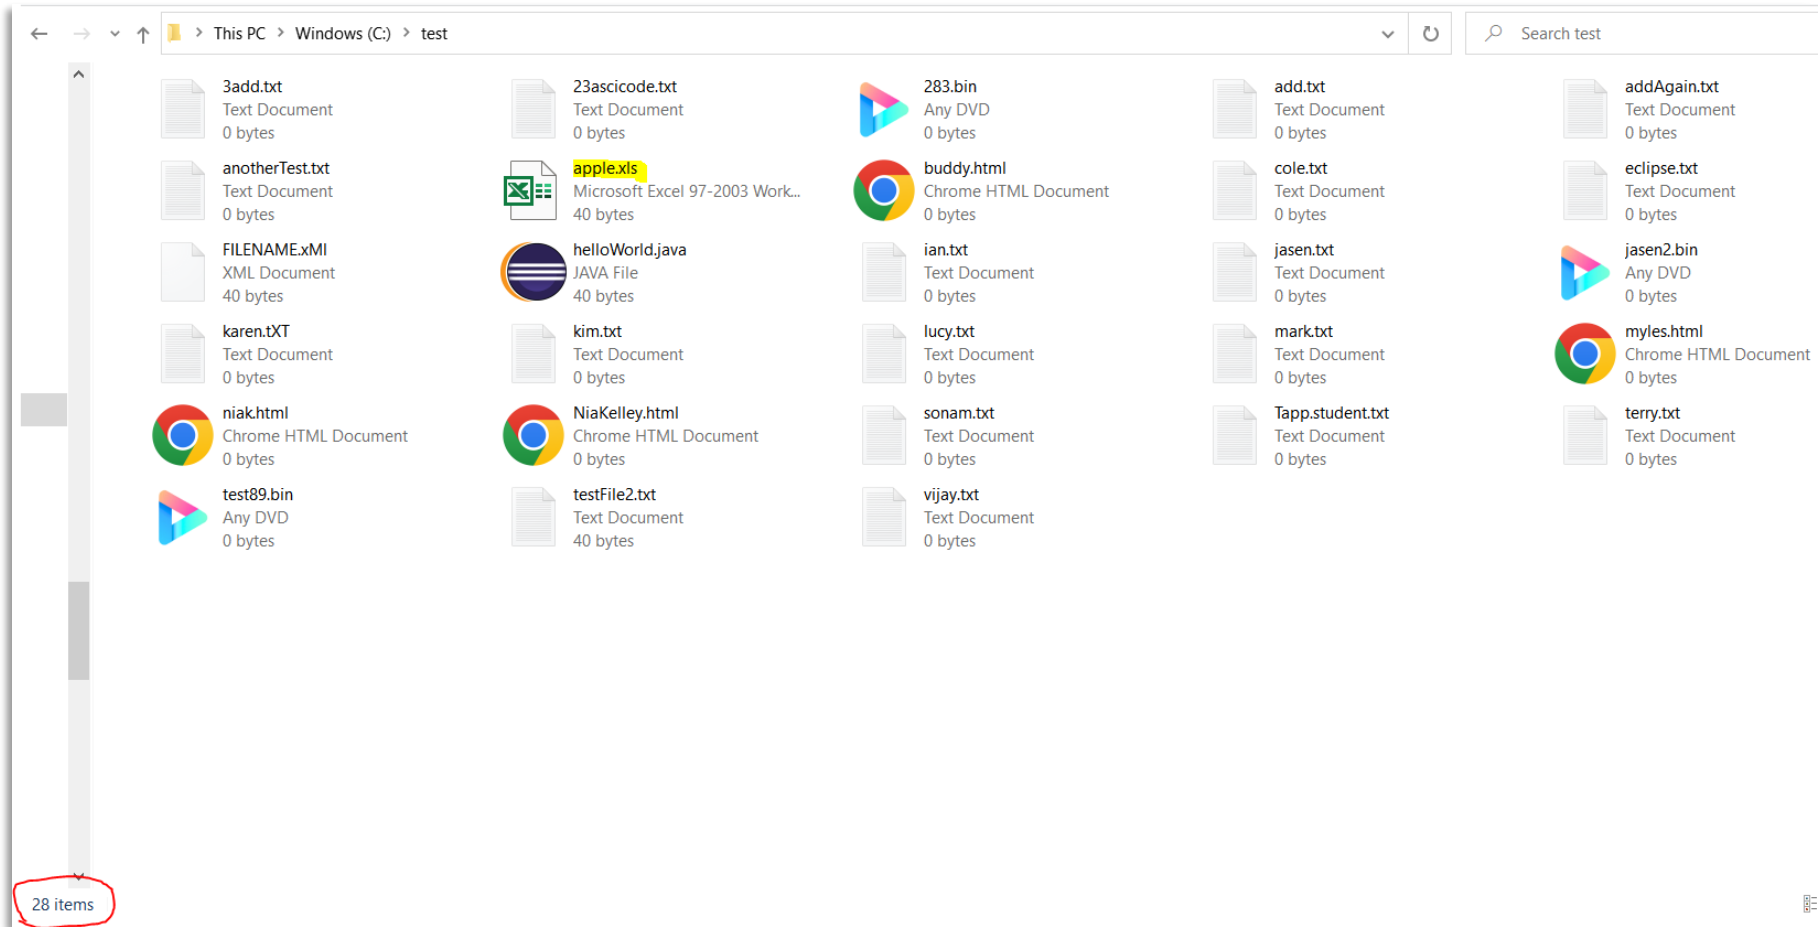 This PC > Windows (C:) > test
Search test
3add.txt
Text Document
0 bytes
23ascicode.txt
Text Document
0 bytes
283.bin
Any DVD
0 bytes
add.txt
Text Document
0 bytes
addAgain.txt
Text Document
0 bytes
anotherTest.txt
Text Document
0 bytes
apple.xls
Microsoft Excel 97-2003 Work...
40 bytes
buddy.html
Chrome HTML Document
0 bytes
cole.txt
Text Document
0 bytes
eclipse.txt
Text Document
0 bytes
FILENAME.xMl
XML Document
40 bytes
helloWorld.java
JAVA File
40 bytes
ian.txt
Text Document
0 bytes
jasen.txt
Text Document
0 bytes
jasen2.bin
Any DVD
0 bytes
karen.tXT
Text Document
0 bytes
kim.txt
Text Document
0 bytes
lucy.txt
Text Document
0 bytes
mark.txt
Text Document
0 bytes
myles.html
Chrome HTML Document
0 bytes
niak.html
Chrome HTML Document
0 bytes
NiaKelley.html
Chrome HTML Document
0 bytes
sonam.txt
Text Document
0 bytes
Tapp.student.txt
Text Document
0 bytes
terry.txt
Text Document
0 bytes
test89.bin
Any DVD
0 bytes
testFile2.txt
Text Document
40 bytes
vijay.txt
Text Document
0 bytes
28 items